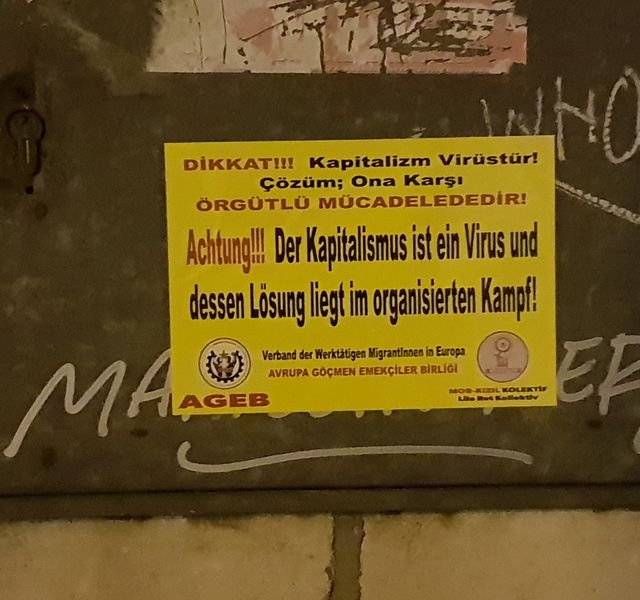 WHO
DİKKAT!!! Kapitalizm Virüstür!
Çözüm; Ona Karşı
ÖRGÜTLÜ MÜCADELEDEDİR!
Achtung!!! Der Kapitalismus ist ein Virus und
dessen Lösung liegt im organisierten Kampf!
Verband der Werktätigen MigrantInnen in Europa
AVRUPA GÖÇMEN EMEKÇİLER BİRLİĞİ
AGEB
MOR-KIZIL KOLEKTİF
Lila Rot Kollektiv